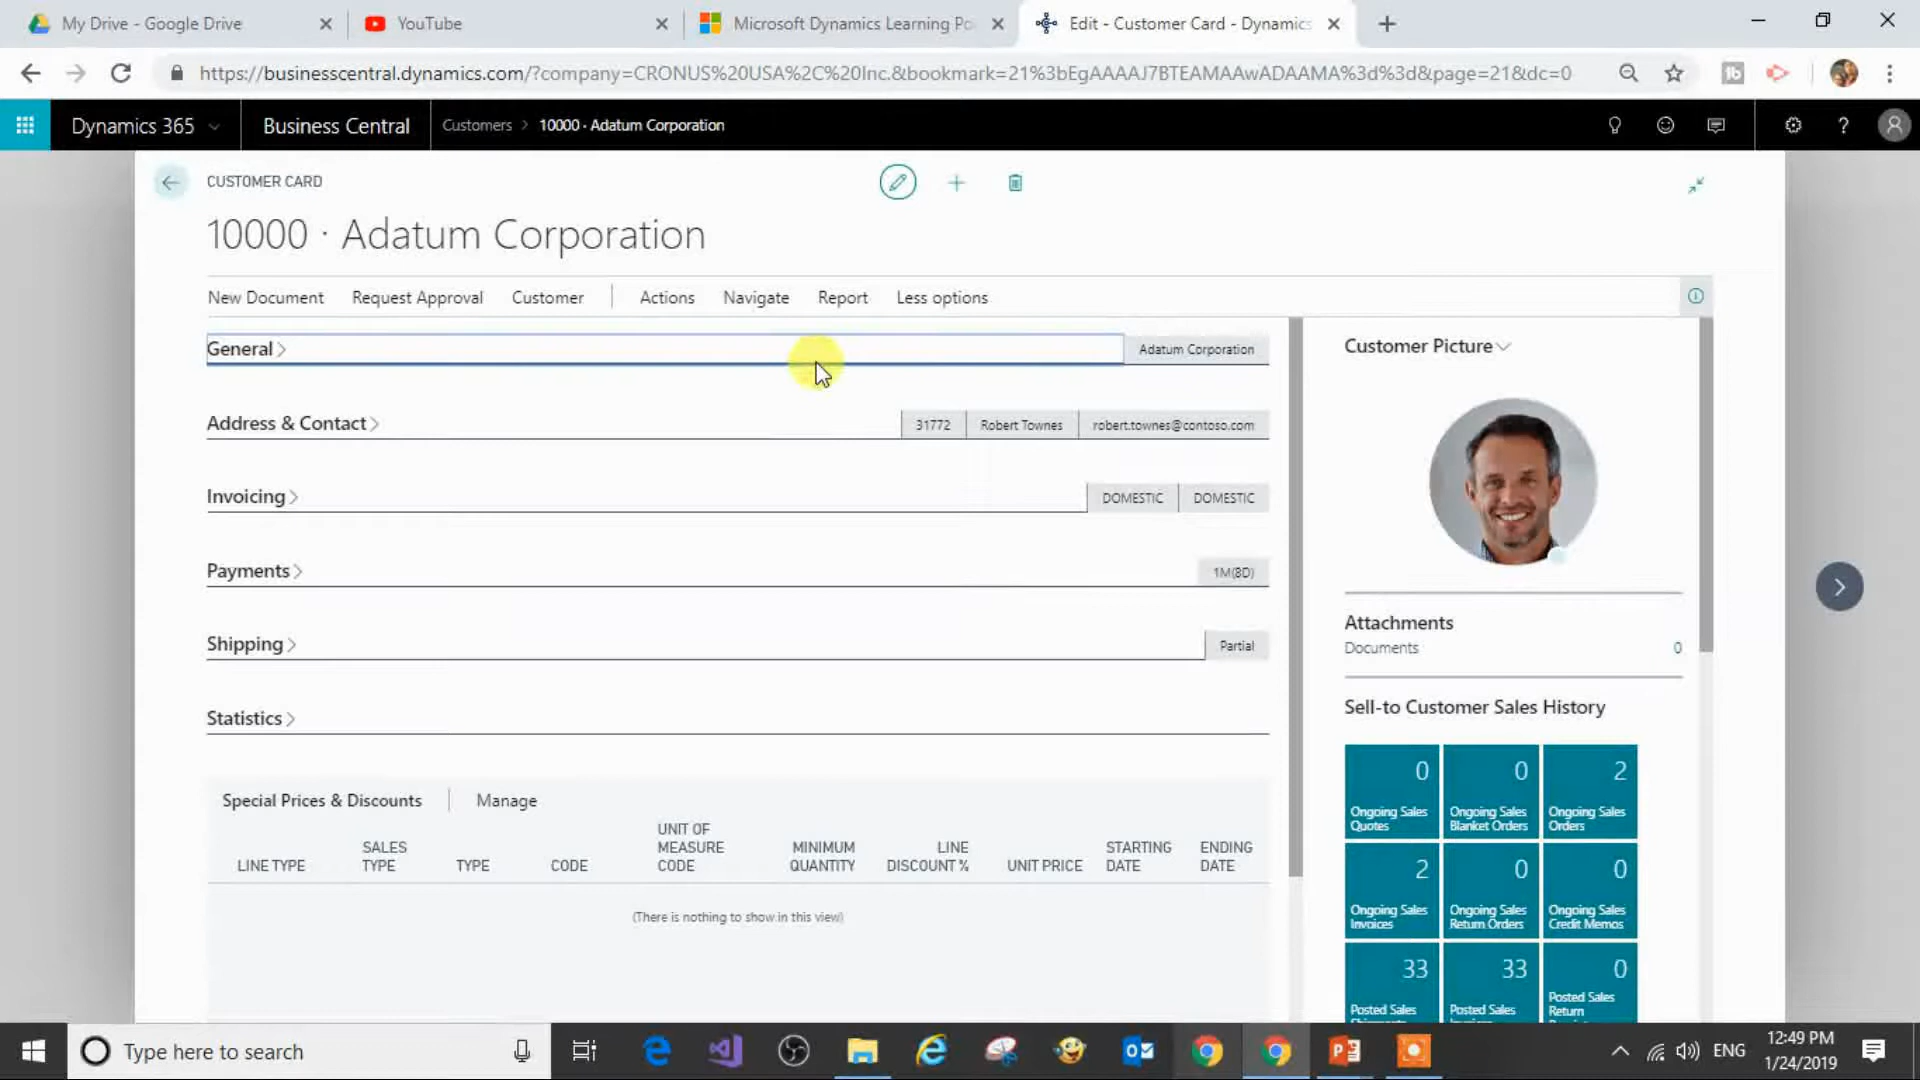 My Drive - Google Drive
YouTube
Microsoft Dynamics Learning Po
Edit - Customer Card - Dynamics
https://businesscentral.dynamics.com/?company=CRONUS%20USA%2C%20Inc.&bookmark=21%3bEgAAAAJ7BTEAMAAwADAAMA%3d%3d&page=21&dc=0
Dynamics 365
Business Central
Customers > 10000 · Adatum Corporation
CUSTOMER CARD
10000 · Adatum Corporation
New Document
Request Approval
Customer
Actions
Navigate
Report
Less options
General
Adatum Corporation
Address & Contact
31772
Robert Townes
robert.townes@contoso.com
Invoicing
DOMESTIC
DOMESTIC
Payments
1M(8D)
Shipping
Partial
Statistics
Special Prices & Discounts
Manage
LINE TYPE
SALES
TYPE
TYPE
CODE
UNIT OF
MEASURE
CODE
MINIMUM
QUANTITY
LINE
DISCOUNT %
UNIT PRICE
STARTING
DATE
ENDING
DATE
(There is nothing to show in this view)
Customer Picture
Attachments
Documents
0
Sell-to Customer Sales History
0
Ongoing Sales
Quotes
0
Ongoing Sales
Blanket Orders
2
Ongoing Sales
Orders
2
Ongoing Sales
Invoices
0
Ongoing Sales
Return Orders
0
Ongoing Sales
Credit Memos
33
Posted Sales
33
Posted Sales
0
Posted Sales
Return
Type here to search
ENG
12:49 PM
1/24/2019